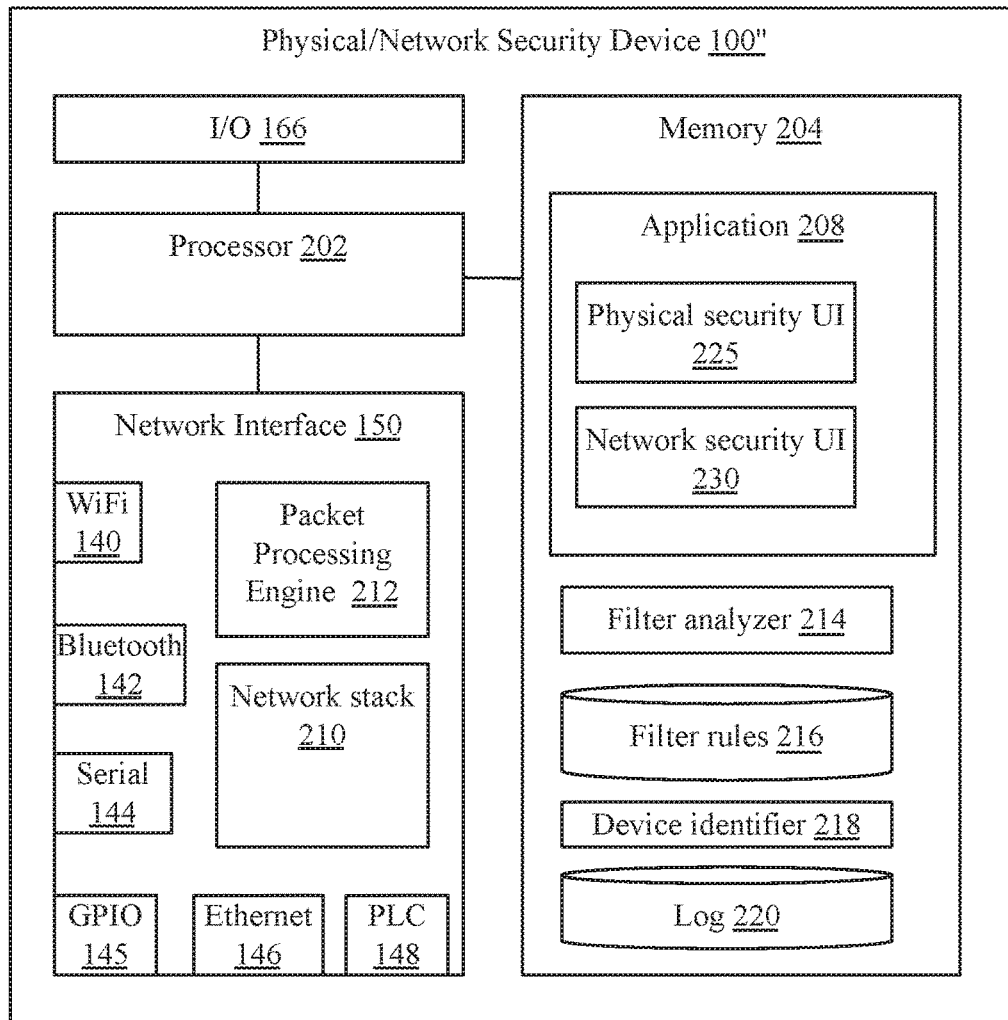 Physical/Network Security Device 100"
I/O 166
Processor 202
Network Interface 150
WiFi
140
Packet
Processing
Engine 212
Bluetooth
142
Network stack
210
Serial
144
GPIO
145
Ethernet
146
PLC
148
Memory 204
Application 208
Physical security UI
225
Network security UI
230
Filter analyzer 214
Filter rules 216
Device identifier 218
Log 220